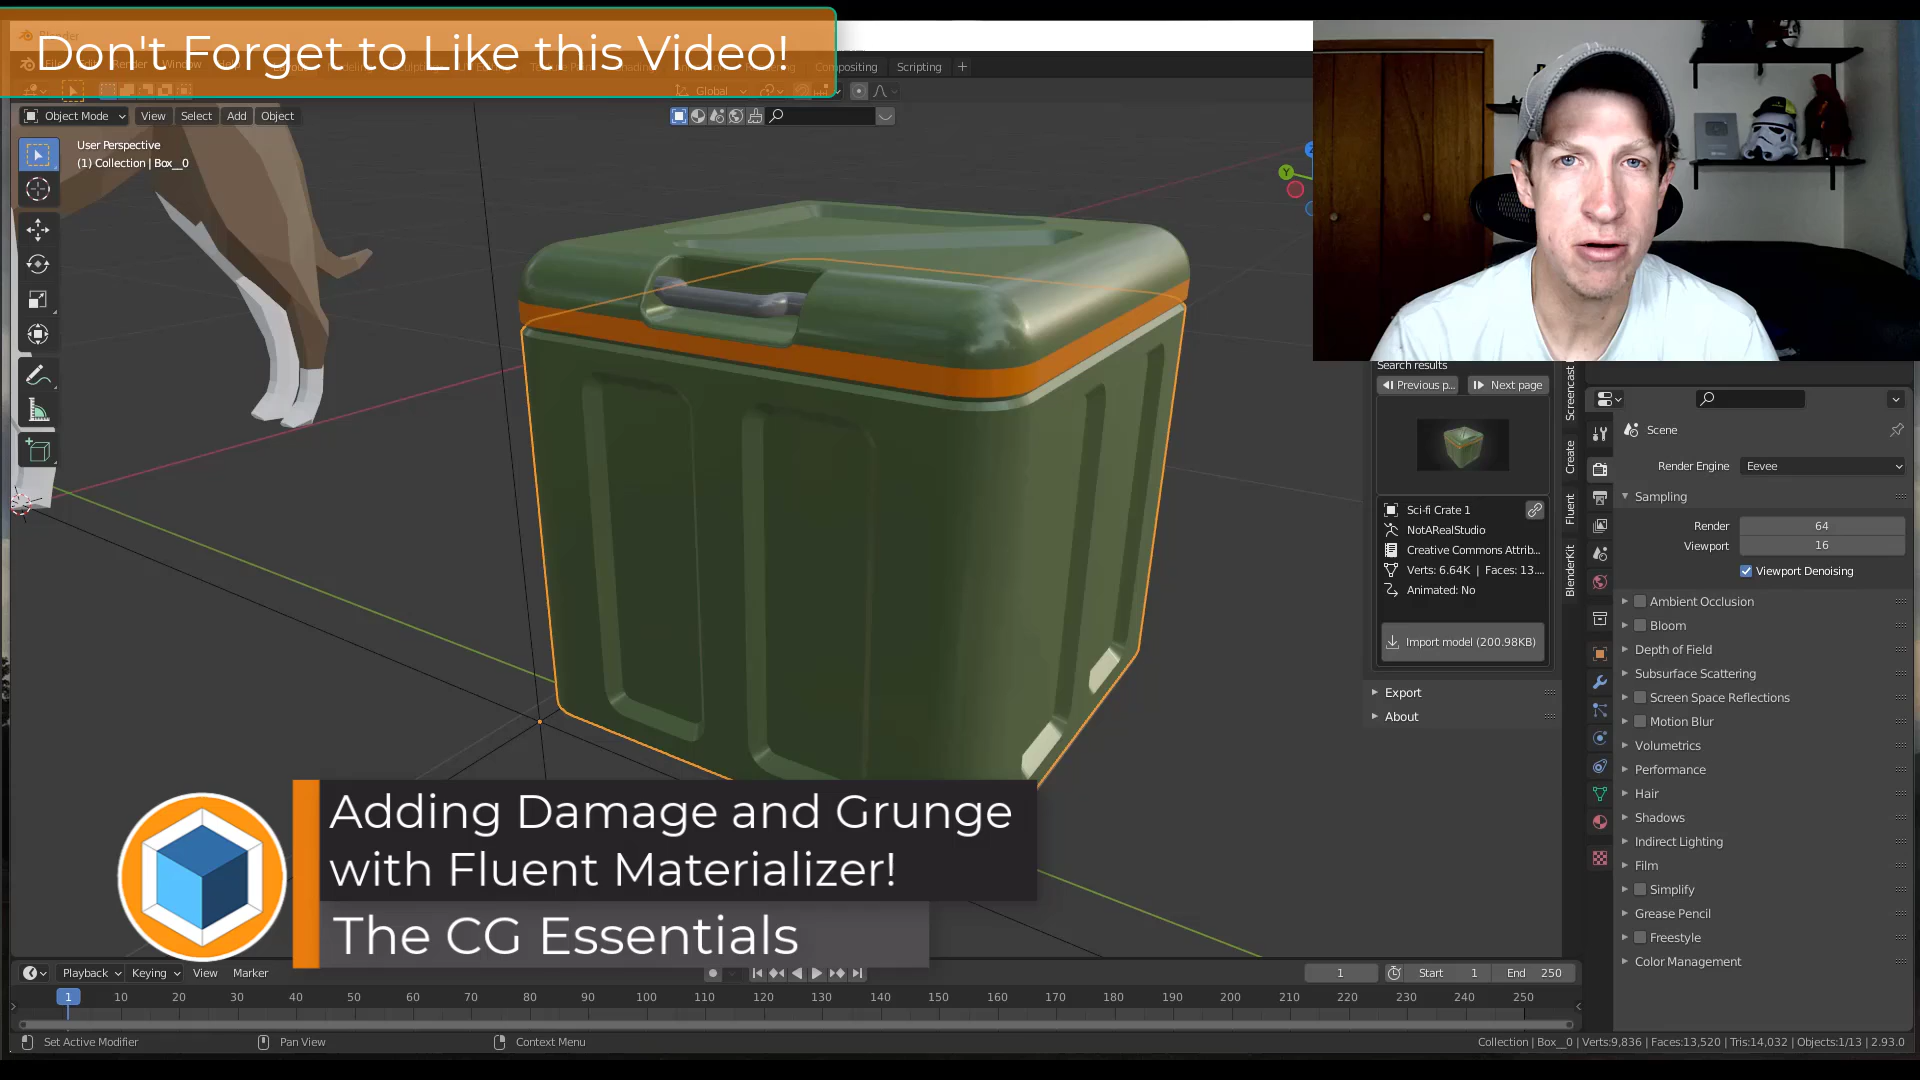 Don't Forget to Like this Video!
Compositing
Scripting
Global
Object Mode
View
Select
Add
Object
User Perspective
(1) Collection | Box__0
Y
Search results
Previous p...
Next page
Sci-fi Crate 1
NotARealStudio
Creative Commons Attrib...
Verts: 6.64K | Faces: 13....
Animated: No
Import model (200.98KB)
Export
About
Screencast
Create
Fluent
BlenderKit
Scene
Render Engine
Eevee
Sampling
Render
64
Viewport
16
Viewport Denoising
Ambient Occlusion
Bloom
Depth of Field
Subsurface Scattering
Screen Space Reflections
Motion Blur
Volumetrics
Performance
Hair
Shadows
Indirect Lighting
Film
Simplify
Grease Pencil
Freestyle
Color Management
Adding Damage and Grunge
with Fluent Materializer!
The CG Essentials
Playback
Keying
View
Marker
1
Start
1
End
250
1 10 20 30 40 50 60 70 80 90 100 110 120 130 140 150 160 170 180 190 200 210 220 230 240 250
Set Active Modifier
Pan View
Context Menu
Collection | Box__0 | Verts:9,836 | Faces:13,520 | Tris:14,032 | Objects:1/13 | 2.93.0